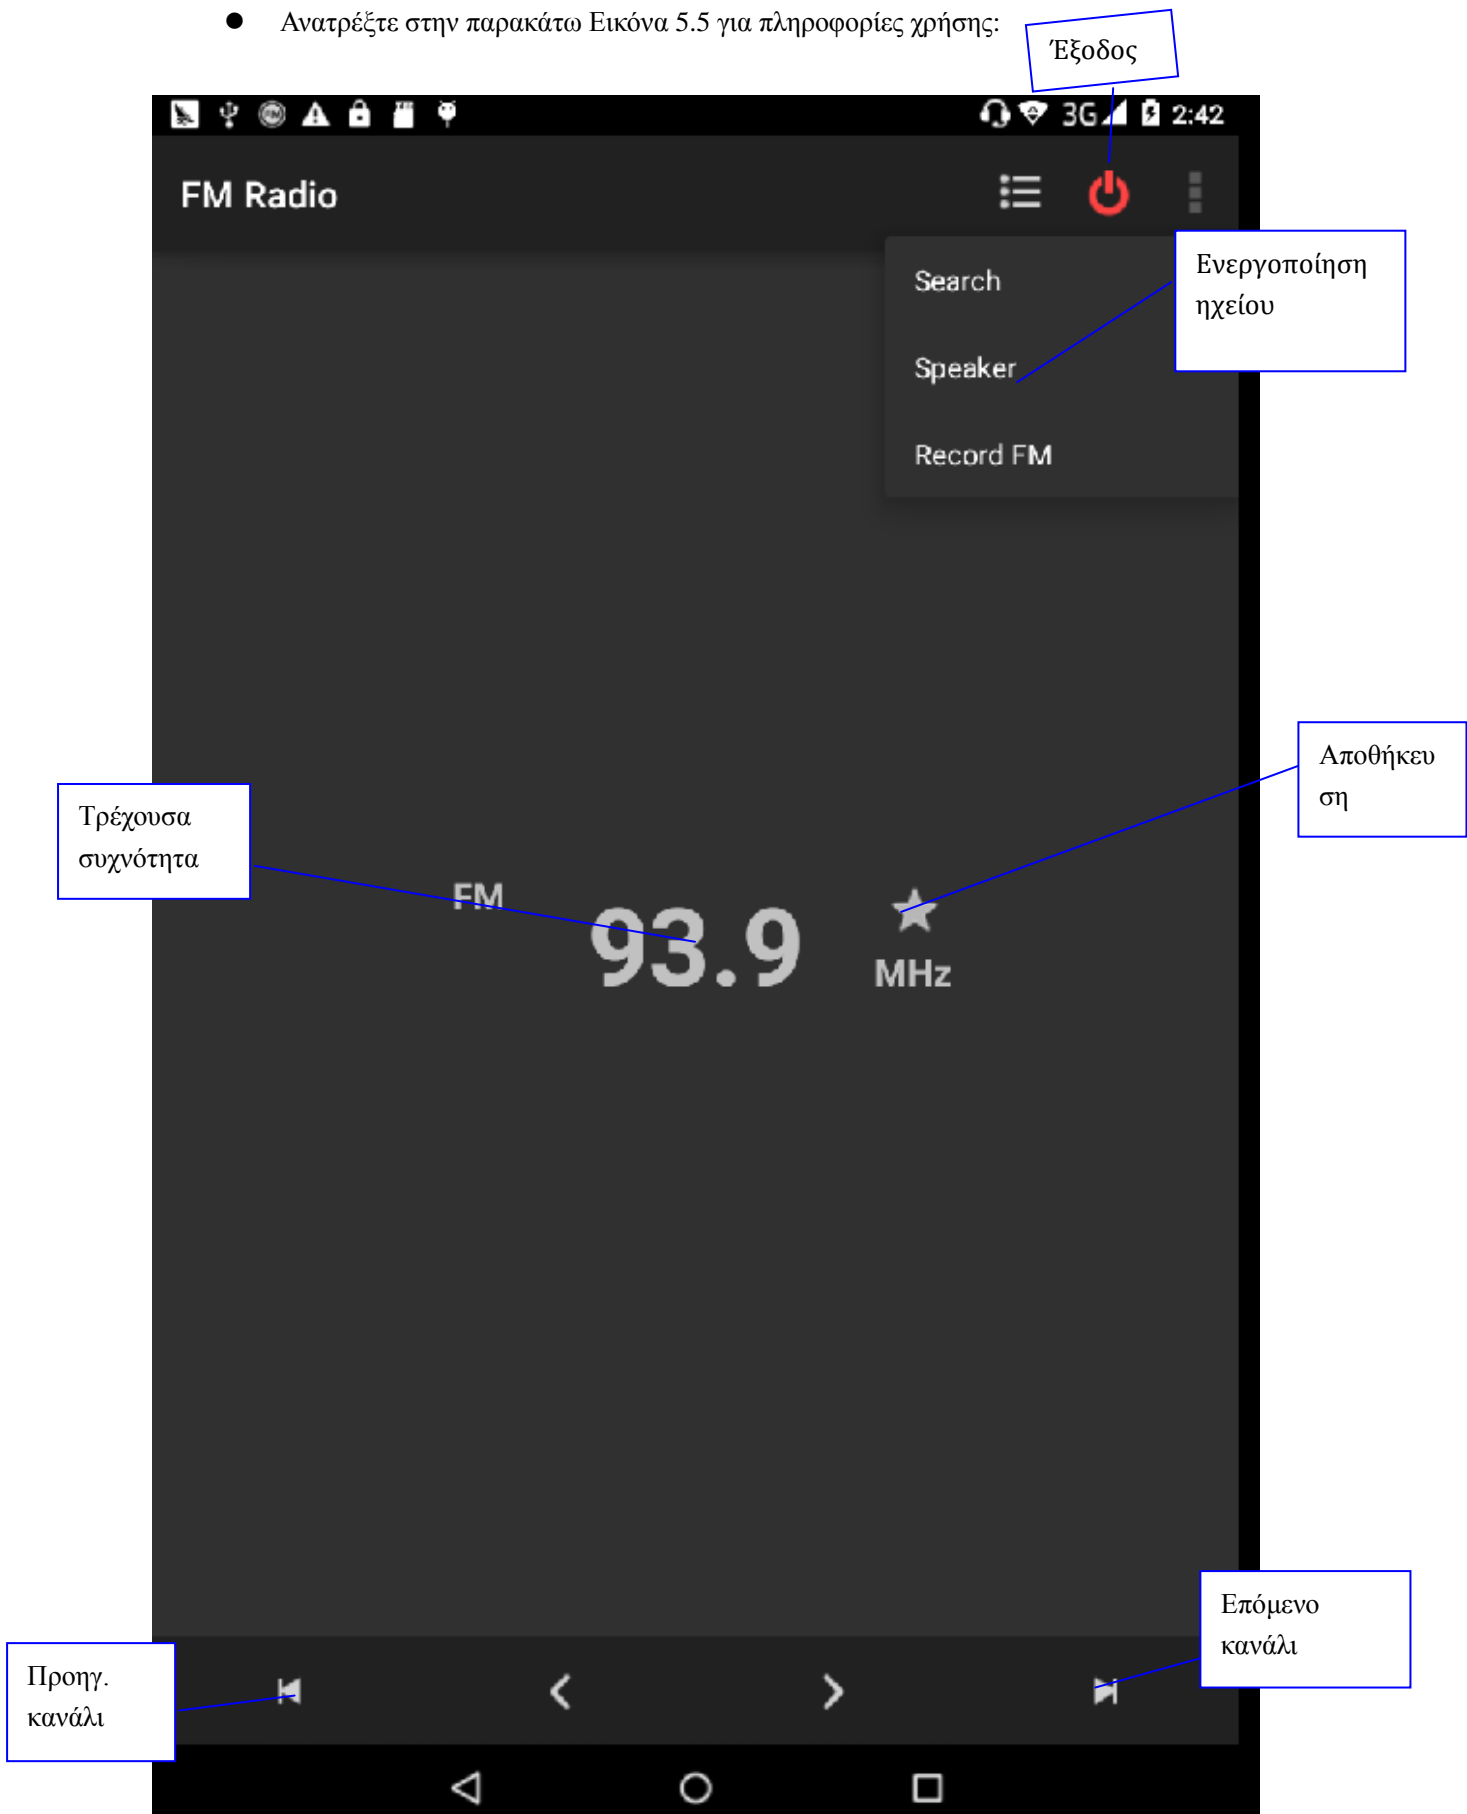 ● Ανατρέξτε στην παρακάτω Εικόνα 5.5 για πληροφορίες χρήσης:
Έξοδος
3G 2:42
FM Radio
Search
Ενεργοποίηση
ηχείου
Speaker
Record FM
Αποθήκευ
ση
Τρέχουσα
συχνότητα
FM
93.9
MHz
Επόμενο
κανάλι
Προηγ.
κανάλι